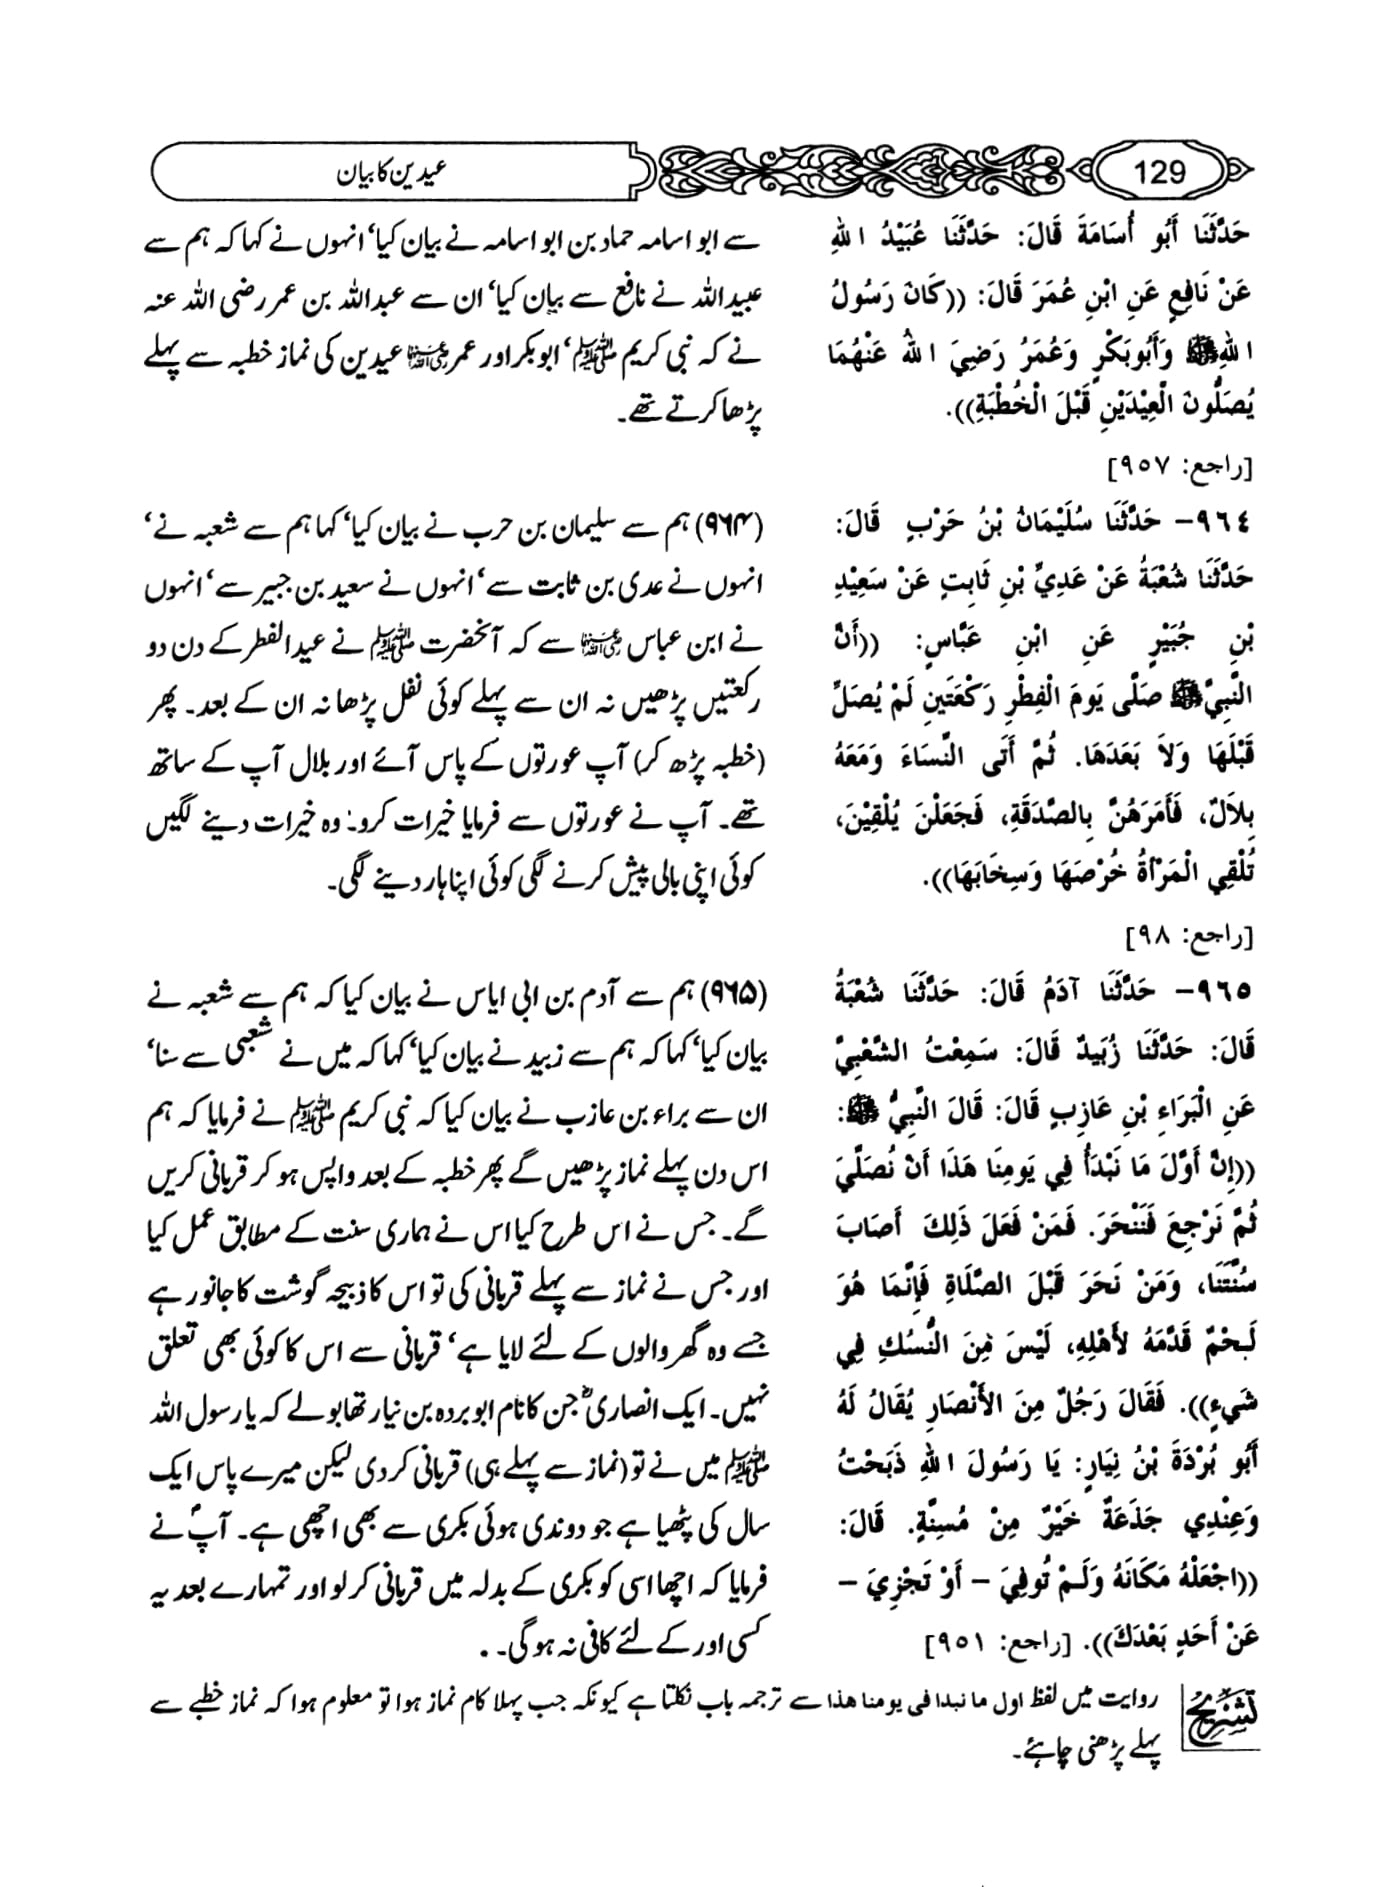 129
عیدین کا بیان
حَدَّثَنَا أَبُو أُسَامَةَ قَالَ: حَدَّثَنَا عُبَيْدُ اللهِ
عَنْ نَافِعٍ عَنِ ابْنِ عُمَرَ قَالَ: ((كَانَ رَسُولُ
اللهِ ﷺ وَأَبُوبَكْرٍ وَعُمَرُ رَضِيَ اللهُ عَنْهُمَا
يُصَلُّونَ الْعِيْدَيْنِ قَبْلَ الْخُطْبَةِ)).
[راجع: ٩٥٧]
٩٦٤- حَدَّثَنَا سُلَيْمَانُ بْنُ حَرْبٍ قَالَ:
حَدَّثَنَا شُعْبَةُ عَنْ عَدِيِّ بْنِ ثَابِتٍ عَنْ سَعِيْدِ
بْنِ جُبَيْرٍ عَنِ ابْنِ عَبَّاسٍ: ((أَنَّ
النَّبِيَّ ﷺ صَلَّى يَومَ الْفِطْرِ رَكْعَتَينِ لَمْ يُصَلِّ
قَبْلَهَا وَلاَ بَعَدَهَا. ثُمَّ أَتَى النِّسَاءَ وَمَعَهُ
بِلاَلٌ، فَأَمَرَهُنَّ بِالصَّدَقَةِ، فَجَعَلْنَ يُلْقِيْنَ،
تُلْقِي الْمَرْأَةُ خُرْصَهَا وَسِخَابَهَا)).
[راجع: ٩٨]
٩٦٥- حَدَّثَنَا آدَمُ قَالَ: حَدَّثَنَا شُعْبَةُ
قَالَ: حَدَّثَنَا زُبَيدٌ قَالَ: سَمِعْتُ الشَّعْبِيَّ
عَنِ الْبَرَاءِ بْنِ عَازِبٍ قَالَ: قَالَ النَّبِيُّ ﷺ:
((إِنَّ أَوَّلَ مَا نَبْدَأُ فِي يَومِنَا هَذَا أَنْ نُصَلِّيَ
ثُمَّ نَرْجِعَ فَنَنْحَرَ. فَمَنْ فَعَلَ ذَلِكَ أَصَابَ
سُنَّتَنَا، وَمَنْ نَحَرَ قَبْلَ الصَّلَاةِ فَإِنَّمَا هُوَ
لَحْمٌ قَدَّمَهُ لأَهْلِهِ، لَيْسَ مِنَ النُّسُكِ فِي
شَيءٍ)). فَقَالَ رَجُلٌ مِنَ الأَنْصَارِ يُقَالُ لَهُ
أَبُو بُرْدَةَ بْنُ نِيَارٍ: يَا رَسُولَ اللهِ ذَبَحْتُ
وَعِنْدِي جَذَعَةٌ خَيْرٌ مِنْ مُسِنَّةٍ. قَالَ:
((اجْعَلْهُ مَكَانَهُ وَلَمْ تُوفِيَ – أَوْ تَجْزِيَ –
عَنْ أَحَدٍ بَعْدَكَ)). [راجع: ٩٥١]
سے ابو اسامہ حماد بن ابو اسامہ نے بیان کیا‘ انہوں نے کہا کہ ہم سے
عبیداللہ نے نافع سے بیان کیا‘ ان سے عبداللہ بن عمر رضی اللہ عنہ
نے کہ نبی کریم ﷺ‘ ابو بکر اور عمر رضی اللہ عنہما عیدین کی نماز خطبہ سے پہلے
پڑھا کرتے تھے۔
(۹۶۴) ہم سے سلیمان بن حرب نے بیان کیا‘ کہا ہم سے شعبہ نے‘
انہوں نے عدی بن ثابت سے‘ انہوں نے سعید بن جبیر سے‘ انہوں
نے ابن عباس رضی اللہ عنہما سے کہ آنحضرت ﷺ نے عیدالفطر کے دن دو
رکعتیں پڑھیں نہ ان سے پہلے کوئی نفل پڑھا نہ ان کے بعد۔ پھر
(خطبہ پڑھ کر) آپ عورتوں کے پاس آئے اور بلال آپ کے ساتھ
تھے۔ آپ نے عورتوں سے فرمایا خیرات کرو۔ وہ خیرات دینے لگیں
کوئی اپنی بالی پیش کرنے لگی کوئی اپنا ہار دینے لگی۔
(۹۶۵) ہم سے آدم بن ابی ایاس نے بیان کیا کہ ہم سے شعبہ نے
بیان کیا‘ کہا کہ ہم سے زبید نے بیان کیا‘ کہا کہ میں نے شعبی سے سنا‘
ان سے براء بن عازب نے بیان کیا کہ نبی کریم ﷺ نے فرمایا کہ ہم
اس دن پہلے نماز پڑھیں گے پھر خطبہ کے بعد واپس ہو کر قربانی کریں
گے۔ جس نے اس طرح کیا اس نے ہماری سنت کے مطابق عمل کیا
اور جس نے نماز سے پہلے قربانی کی تو اس کا ذبیحہ گوشت کا جانور ہے
جسے وہ گھر والوں کے لئے لایا ہے‘ قربانی سے اس کا کوئی بھی تعلق
نہیں۔ ایک انصاریؓ جن کا نام ابو بردہ بن نیار تھا بولے کہ یا رسول اللہ
ﷺ میں نے تو (نماز سے پہلے ہی) قربانی کر دی لیکن میرے پاس ایک
سال کی پٹھیا ہے جو دوندی ہوئی بکری سے بھی اچھی ہے۔ آپؐ نے
فرمایا کہ اچھا اسی کو بکری کے بدلہ میں قربانی کر لو اور تمہارے بعد یہ
کسی اور کے لئے کافی نہ ہو گی۔
تشریح
روایت میں لفظ اول ما نبدا فی یومنا ھذا سے ترجمہ باب نکلتا ہے کیونکہ جب پہلا کام نماز ہوا تو معلوم ہوا کہ نماز خطبے سے
پہلے پڑھنی چاہئے۔